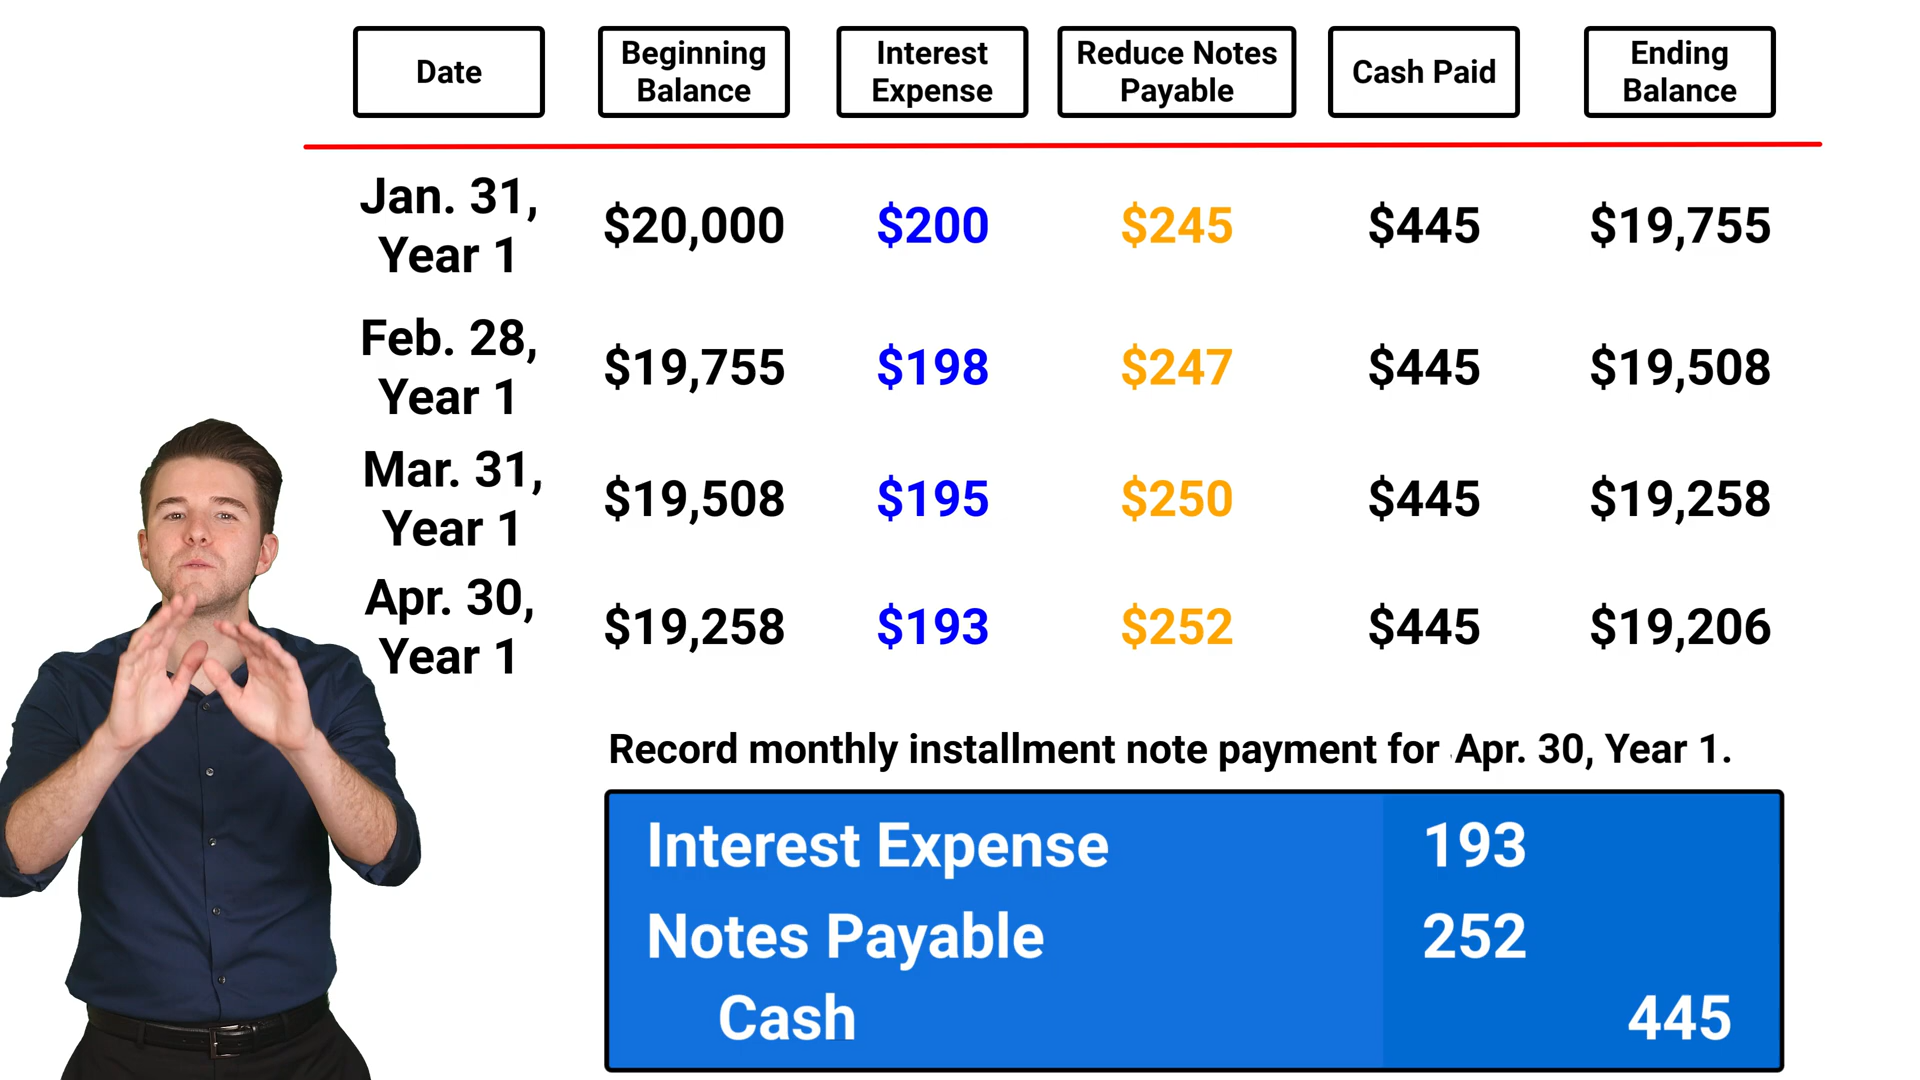 Date
Beginning
Balance
Interest
Expense
Reduce Notes
Payable
Cash Paid
Ending
Balance
Jan. 31,
Year 1
$20,000
$200
$245
$445
$19,755
Feb. 28,
Year 1
$19,755
$198
$247
$445
$19,508
Mar. 31,
Year 1
$19,508
$195
$250
$445
$19,258
Apr. 30,
Year 1
$19,258
$193
$252
$445
$19,206
Record monthly installment note payment for Apr. 30, Year 1.
Interest Expense 193
Notes Payable 252
Cash 445